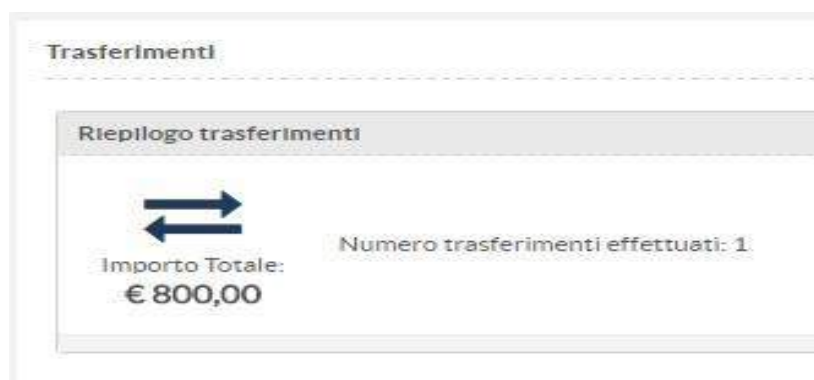 Trasferimenti
Riepilogo trasferimenti
Numero trasferimenti effettuati: 1
Importo Totale:
€ 800,00